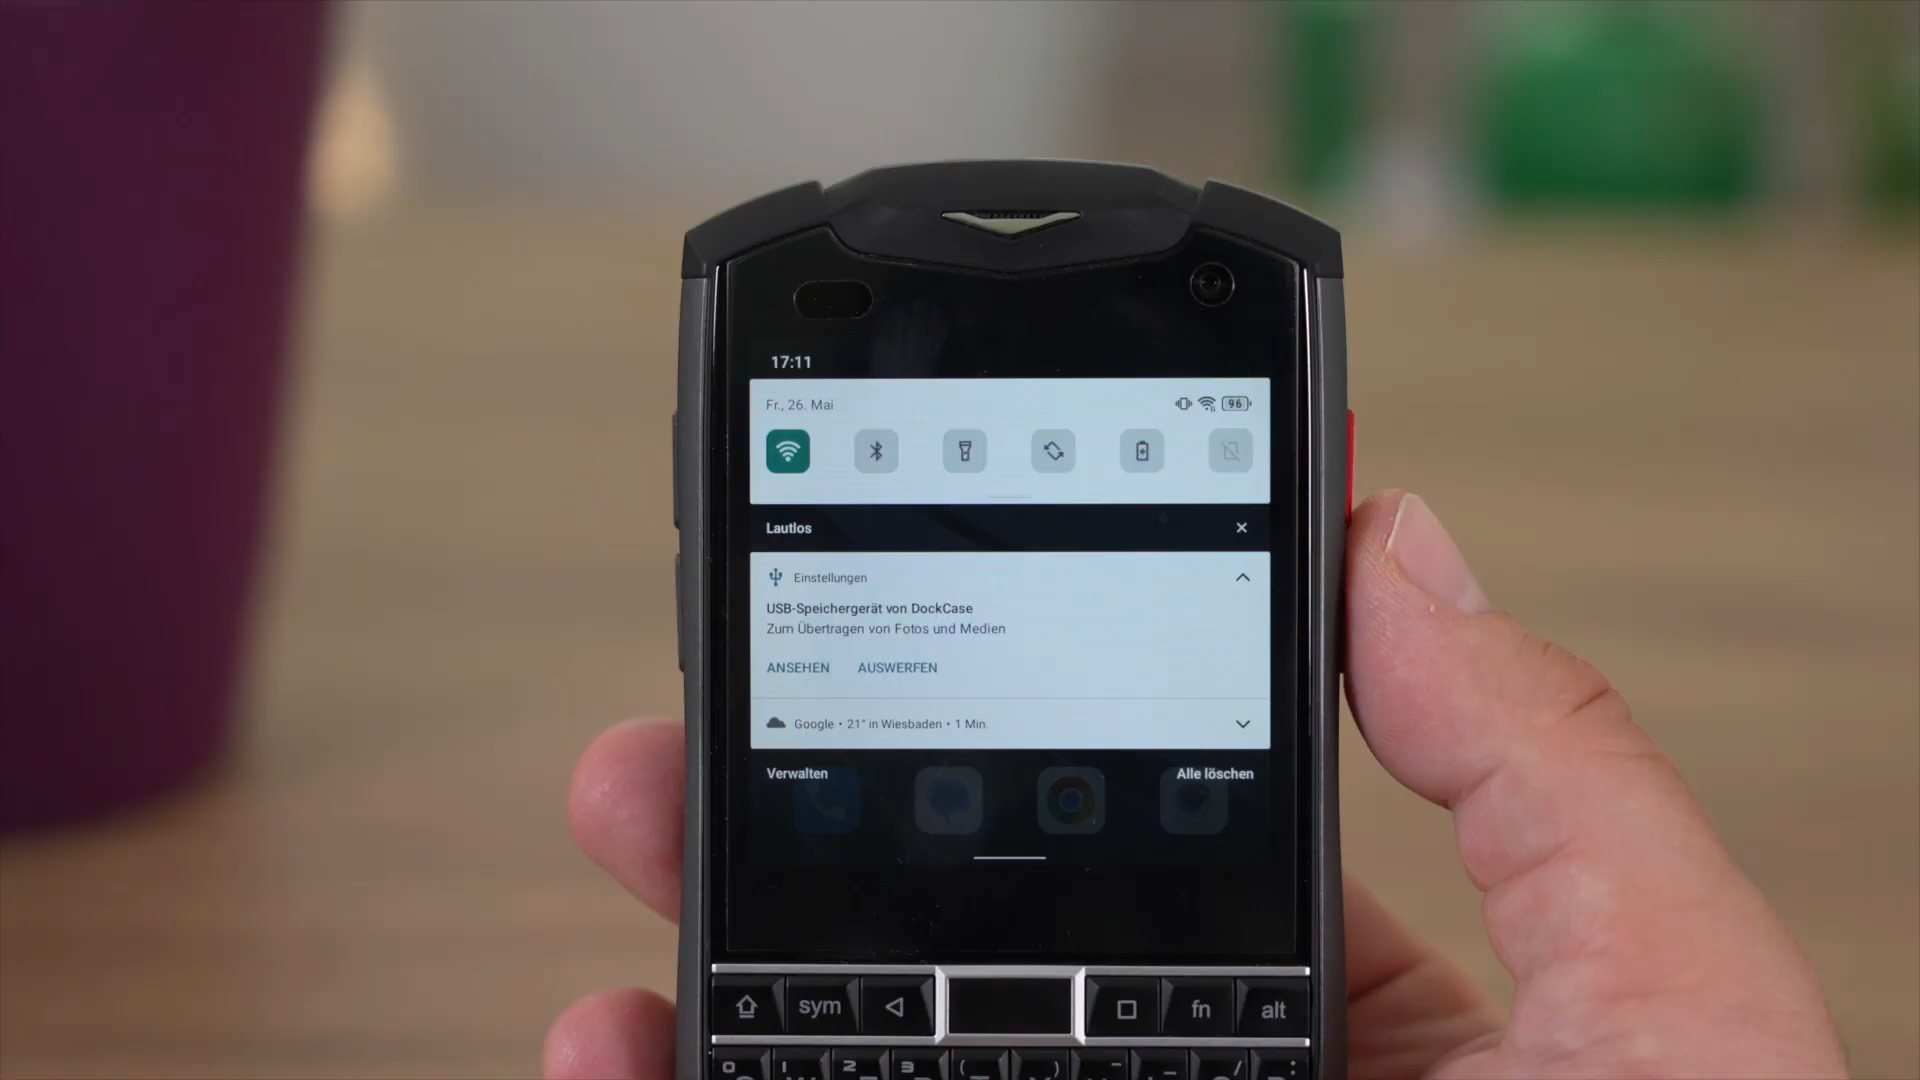 17:11
Fr., 26. Mai
96
Lautlos
Einstellungen
USB-Speichergerät von DockCase
Zum Übertragen von Fotos und Medien
ANSEHEN AUSWERFEN
Google • 21° in Wiesbaden • 1 Min.
Verwalten Alle löschen
sym fn alt